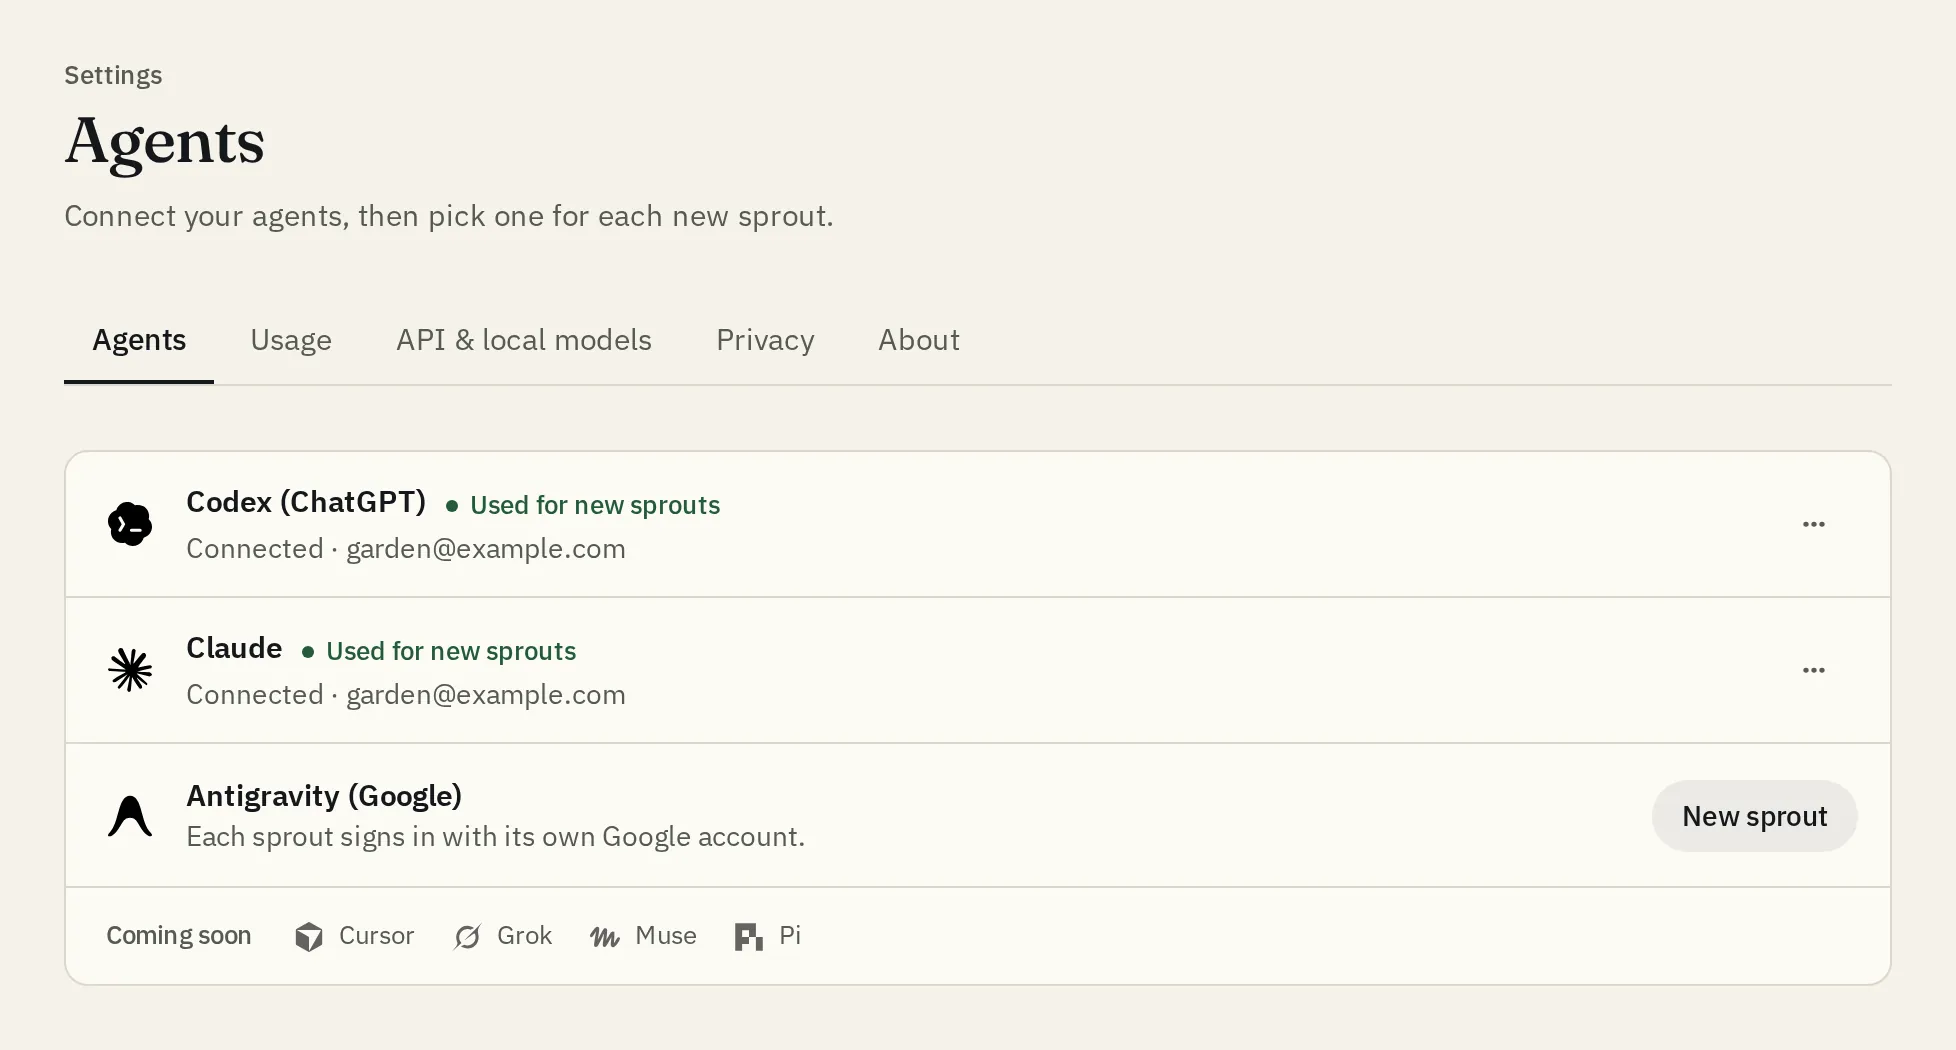 Settings
Agents
Connect your agents, then pick one for each new sprout.
Agents Usage API & local models Privacy About
Codex (ChatGPT) • Used for new sprouts
Connected · garden@example.com
Claude • Used for new sprouts
Connected · garden@example.com
Antigravity (Google)
Each sprout signs in with its own Google account.
New sprout
Coming soon Cursor Grok Muse Pi